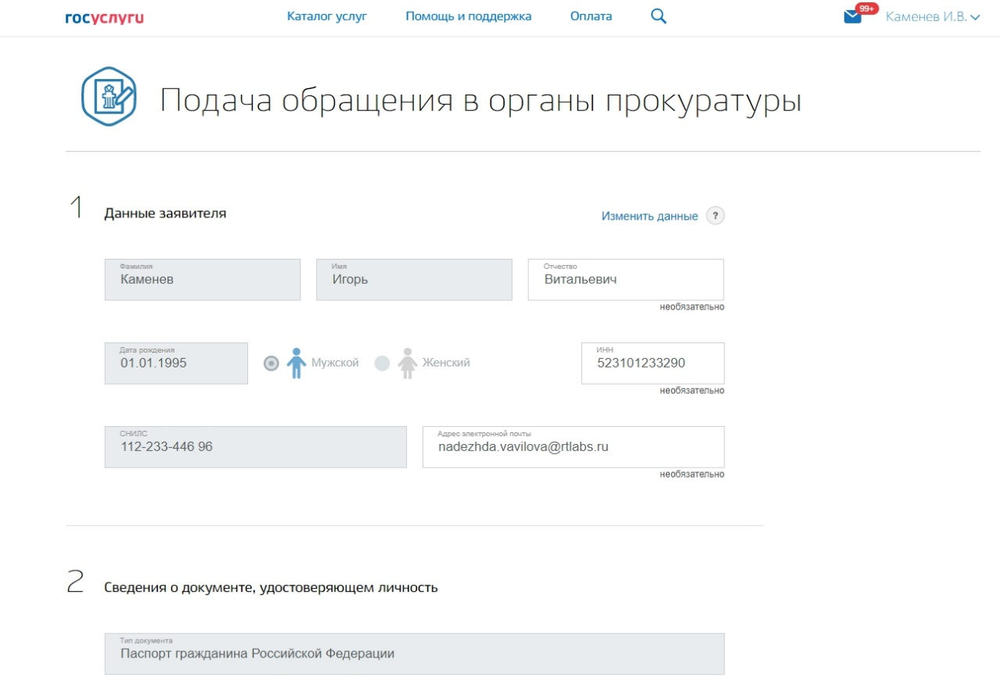 госуслуги
Каталог услуг
Помощь и поддержка
Оплата
99+
Каменев И.В.
Подача обращения в органы прокуратуры
1
Данные заявителя
Изменить данные
?
Фамилия
Каменев
Имя
Игорь
Отчество
Витальевич
необязательно
Дата рождения
01.01.1995
Мужской
Женский
ИНН
523101233290
необязательно
СНИЛС
112-233-446 96
Адрес электронной почты
nadezhda.vavilova@rtlabs.ru
необязательно
2
Сведения о документе, удостоверяющем личность
Тип документа
Паспорт гражданина Российской Федерации